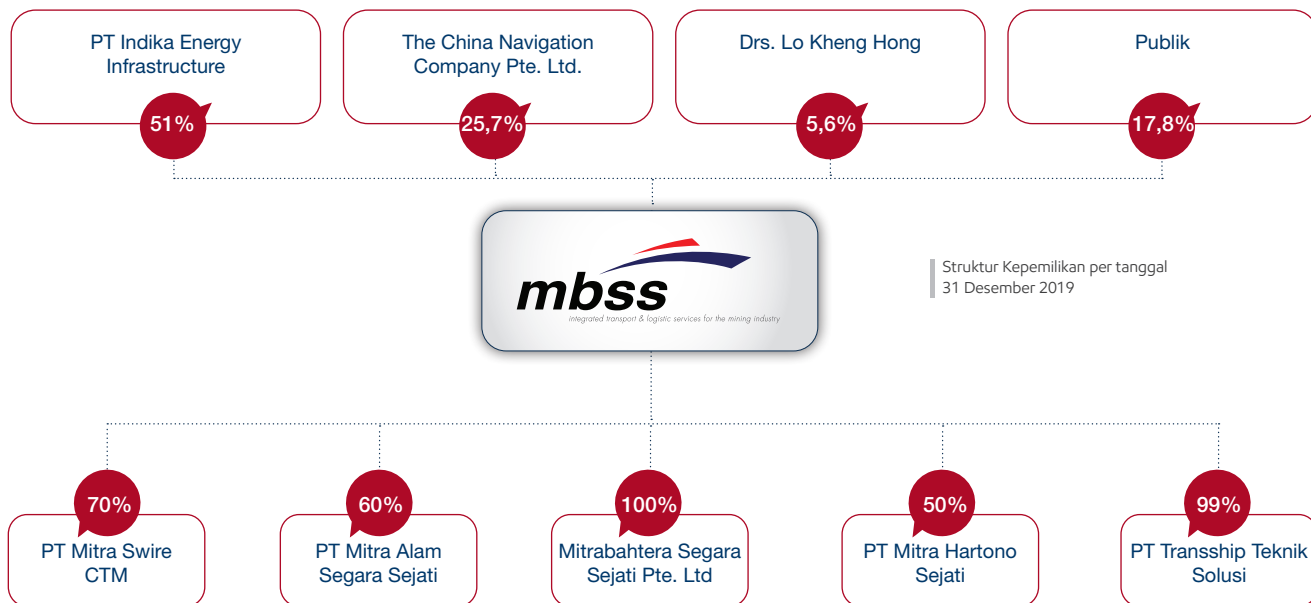 PT Indika Energy
Infrastructure
51%
The China Navigation
Company Pte. Ltd.
25,7%
Drs. Lo Kheng Hong
5,6%
Publik
17,8%
mbss
integrated transport & logistic services for the mining industry
Struktur Kepemilikan per tanggal
31 Desember 2019
70%
PT Mitra Swire
CTM
60%
PT Mitra Alam
Segara Sejati
100%
Mitrabahtera Segara
Sejati Pte. Ltd
50%
PT Mitra Hartono
Sejati
99%
PT Transship Teknik
Solusi